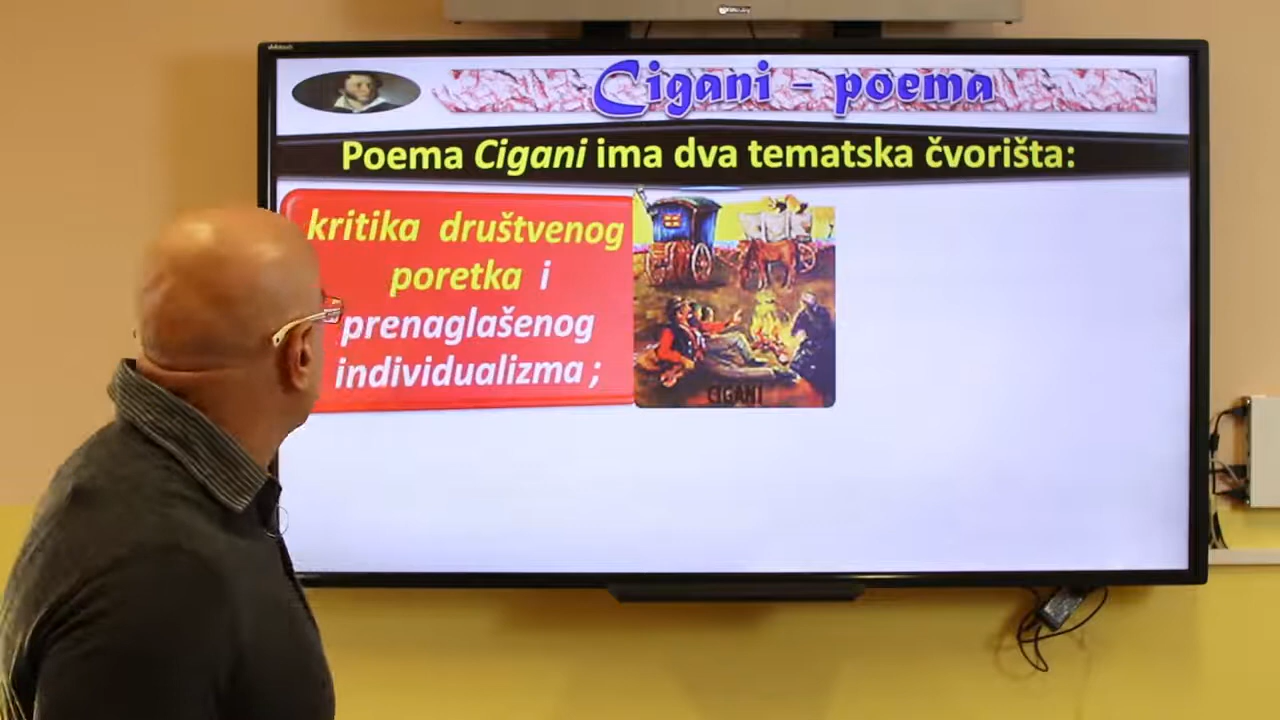 Cigani - poema
Poema Cigani ima dva tematska čvorišta:
kritika društvenog
poretka i
prenaglašenog
individualizma ;
CIGANI